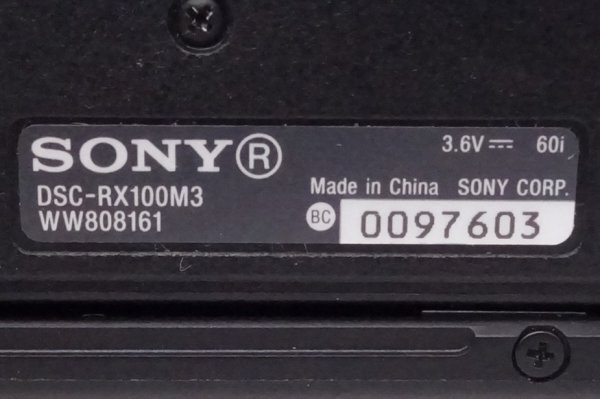 SONY®
3.6V⎓ 60i
DSC-RX100M3
Made in China SONY CORP.
WW808161
BC 0097603